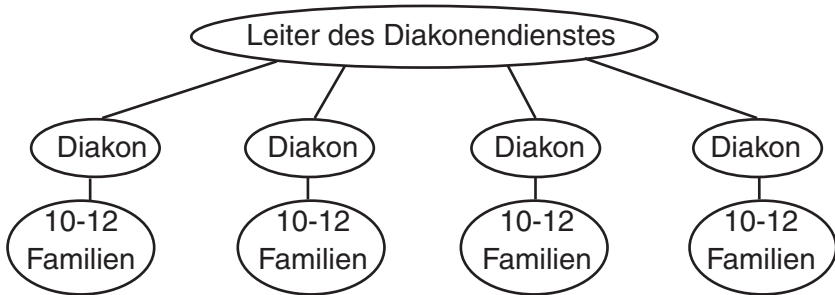 Leiter des Diakonendienstes
Diakon Diakon Diakon Diakon
10-12 10-12 10-12 10-12
Familien Familien Familien Familien